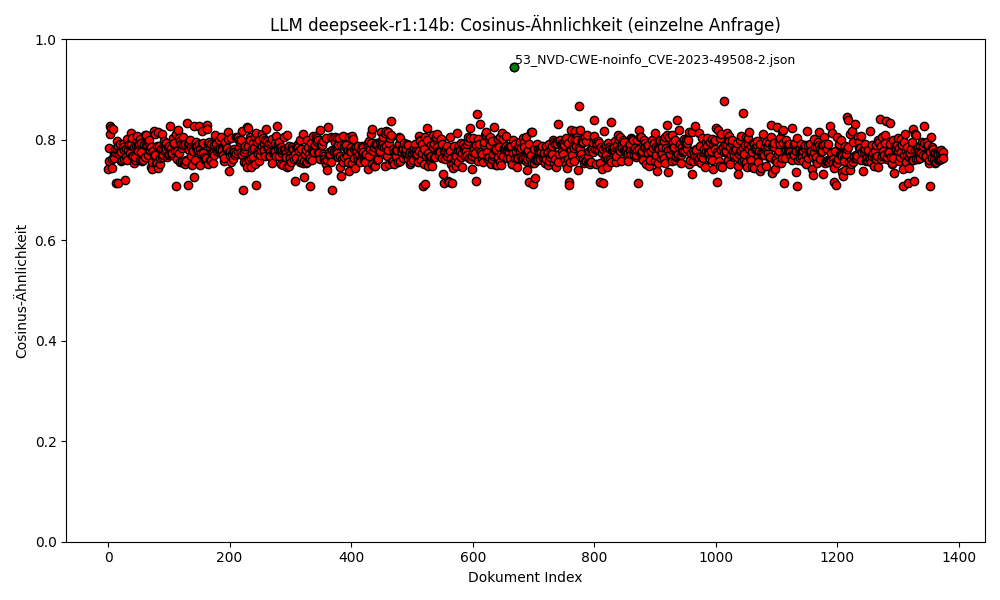 LLM deepseek-r1:14b: Cosinus-Ähnlichkeit (einzelne Anfrage)
1.0
53_NVD-CWE-noinfo_CVE-2023-49508-2.json
0.8
0.6
Cosinus-Ähnlichkeit
0.4
0.2
0.0
0 200 400 600 800 1000 1200 1400
Dokument Index